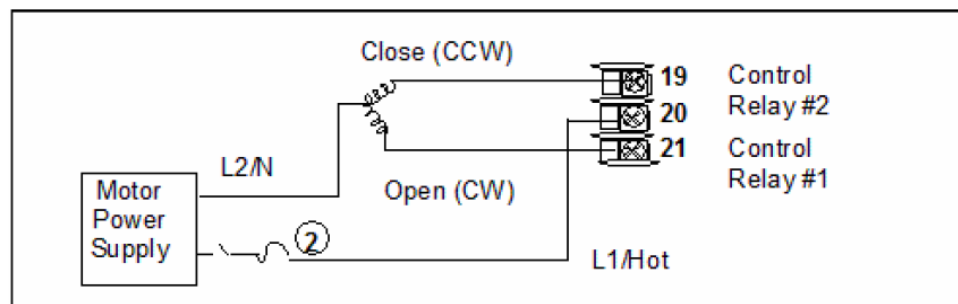 Close (CCW)
19
Control
Relay #2
20
21
Control
Relay #1
L2/N
Open (CW)
Motor
Power
Supply
2
L1/Hot